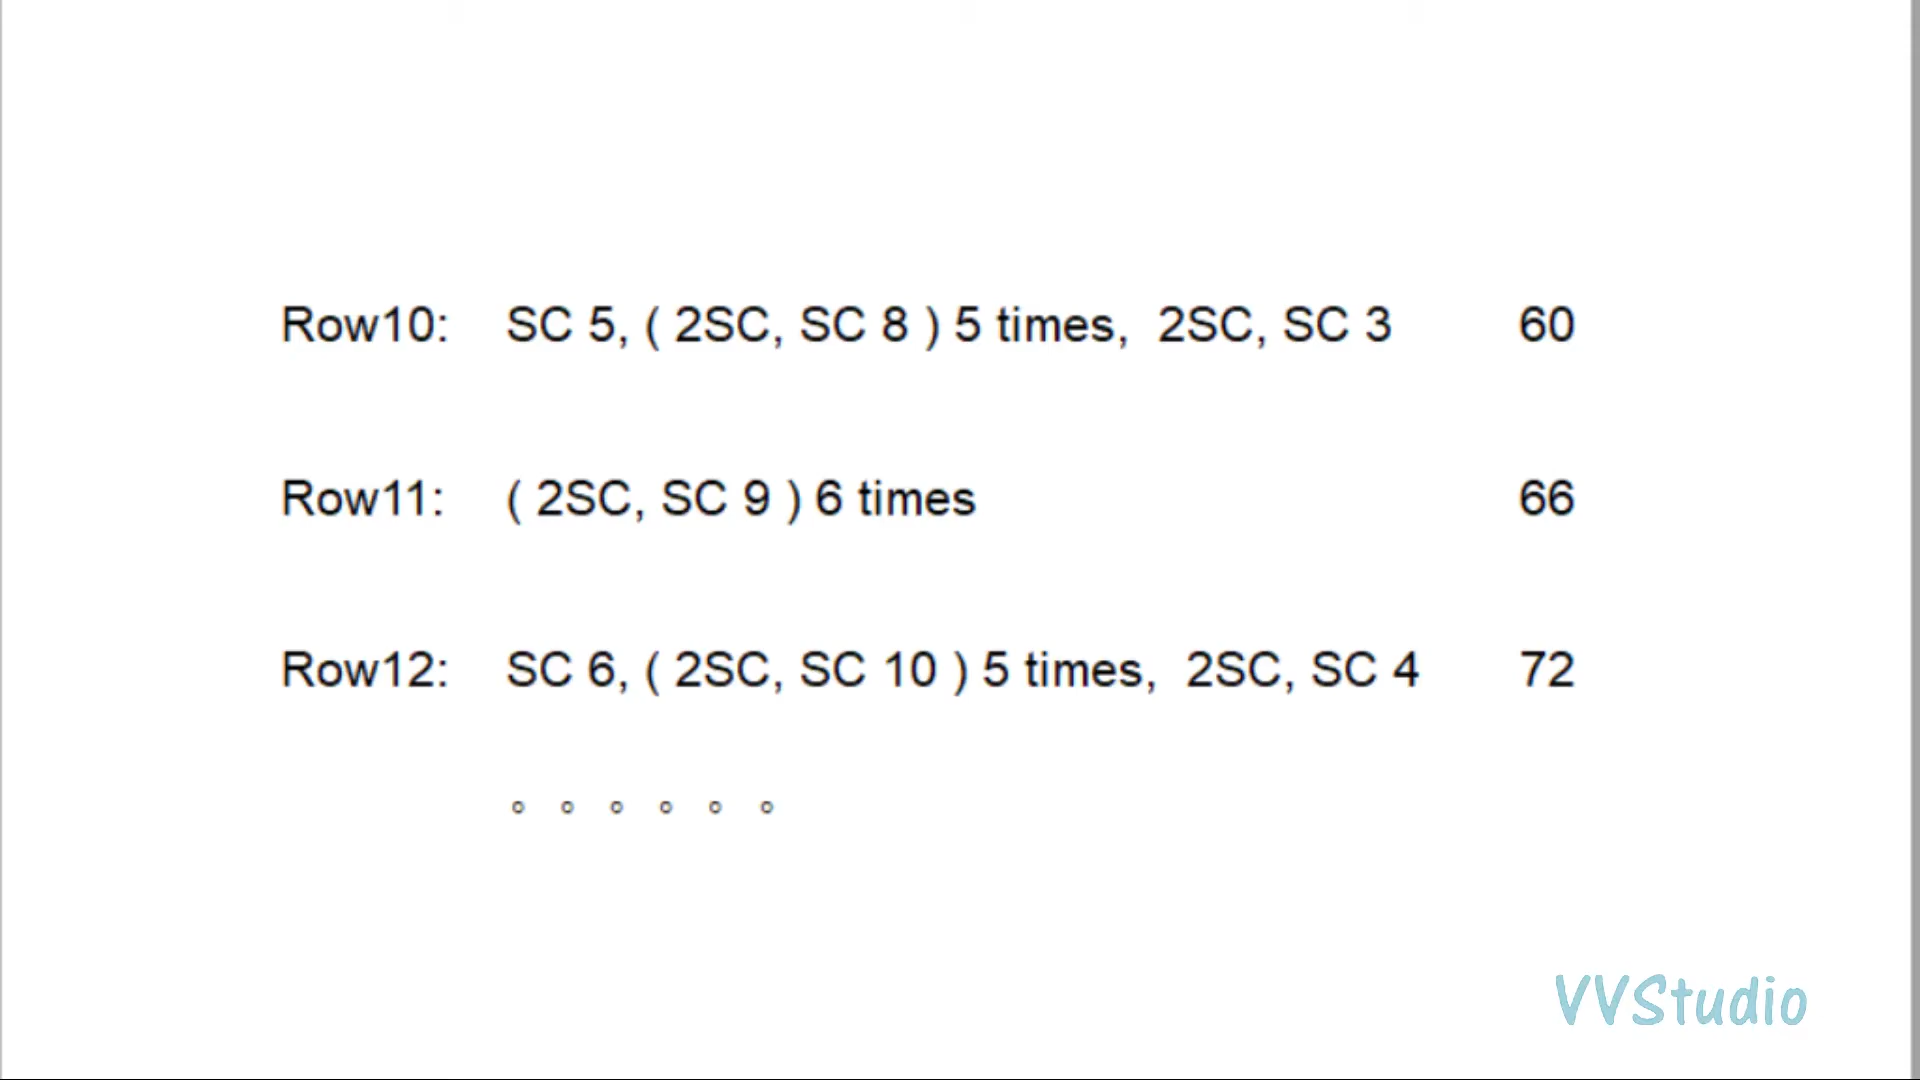 Row10: SC 5, ( 2SC, SC 8 ) 5 times, 2SC, SC 3 60
Row11: ( 2SC, SC 9 ) 6 times 66
Row12: SC 6, ( 2SC, SC 10 ) 5 times, 2SC, SC 4 72
。。。。。。
VVStudio